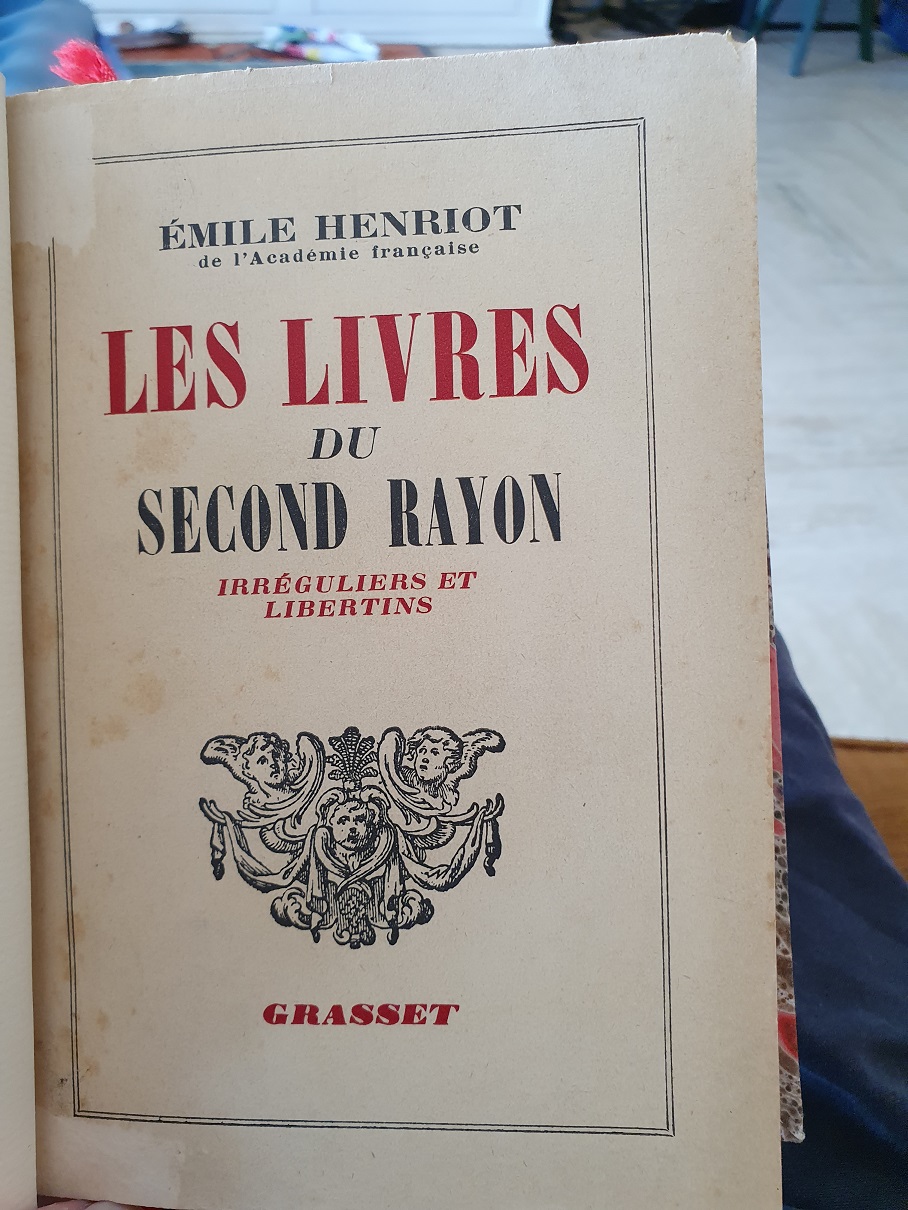 ÉMILE HENRIOT
de l'Académie française
LES LIVRES
DU
SECOND RAYON
IRRÉGULIERS ET
LIBERTINS
GRASSET